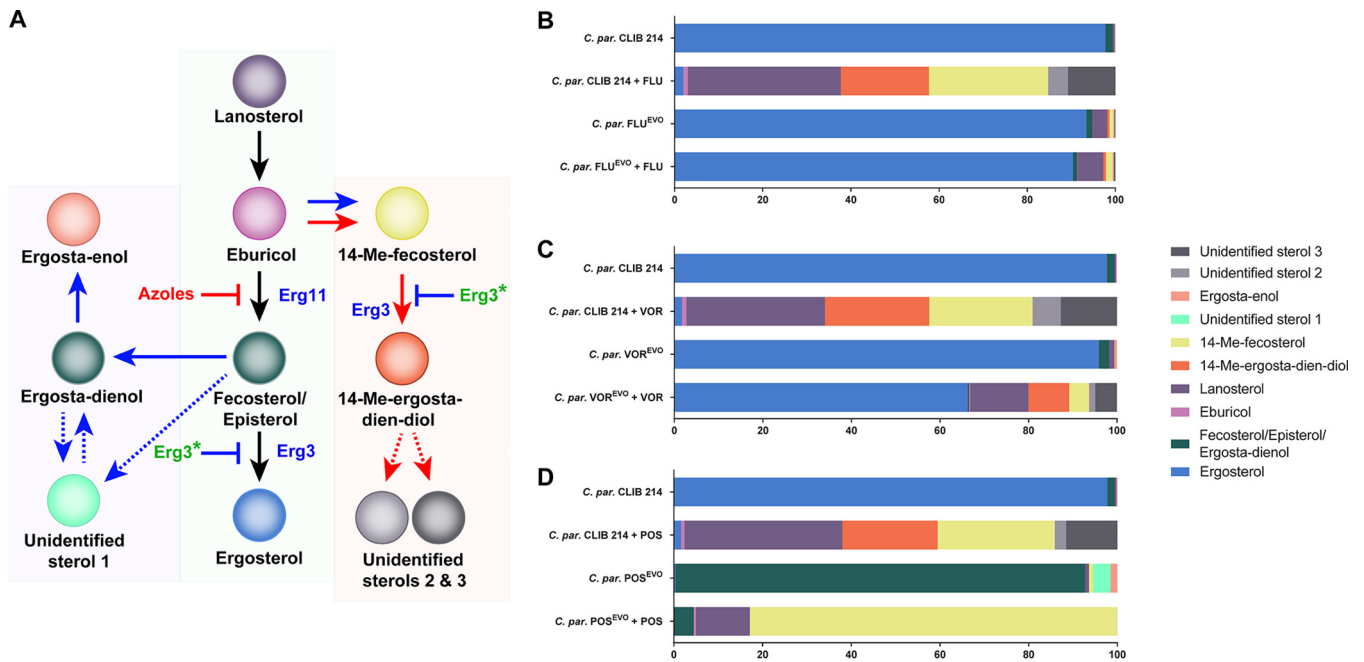 A
Lanosterol
Eburicol
14-Me-fecosterol
Ergosta-enol
Azoles
Erg11
Erg3
Erg3*
Ergosta-dienol
Fecosterol/
Episterol
14-Me-ergosta-
dien-diol
Erg3*
Erg3
Unidentified
sterol 1
Ergosterol
Unidentified
sterols 2 & 3
B
C. par. CLIB 214
C. par. CLIB 214 + FLU
C. par. FLUEVO
C. par. FLUEVO + FLU
0 20 40 60 80 100
C
C. par. CLIB 214
C. par. CLIB 214 + VOR
C. par. VOREVO
C. par. VOREVO + VOR
0 20 40 60 80 100
D
C. par. CLIB 214
C. par. CLIB 214 + POS
C. par. POSEVO
C. par. POSEVO + POS
0 20 40 60 80 100
Unidentified sterol 3
Unidentified sterol 2
Ergosta-enol
Unidentified sterol 1
14-Me-fecosterol
14-Me-ergosta-dien-diol
Lanosterol
Eburicol
Fecosterol/Episterol/
Ergosta-dienol
Ergosterol